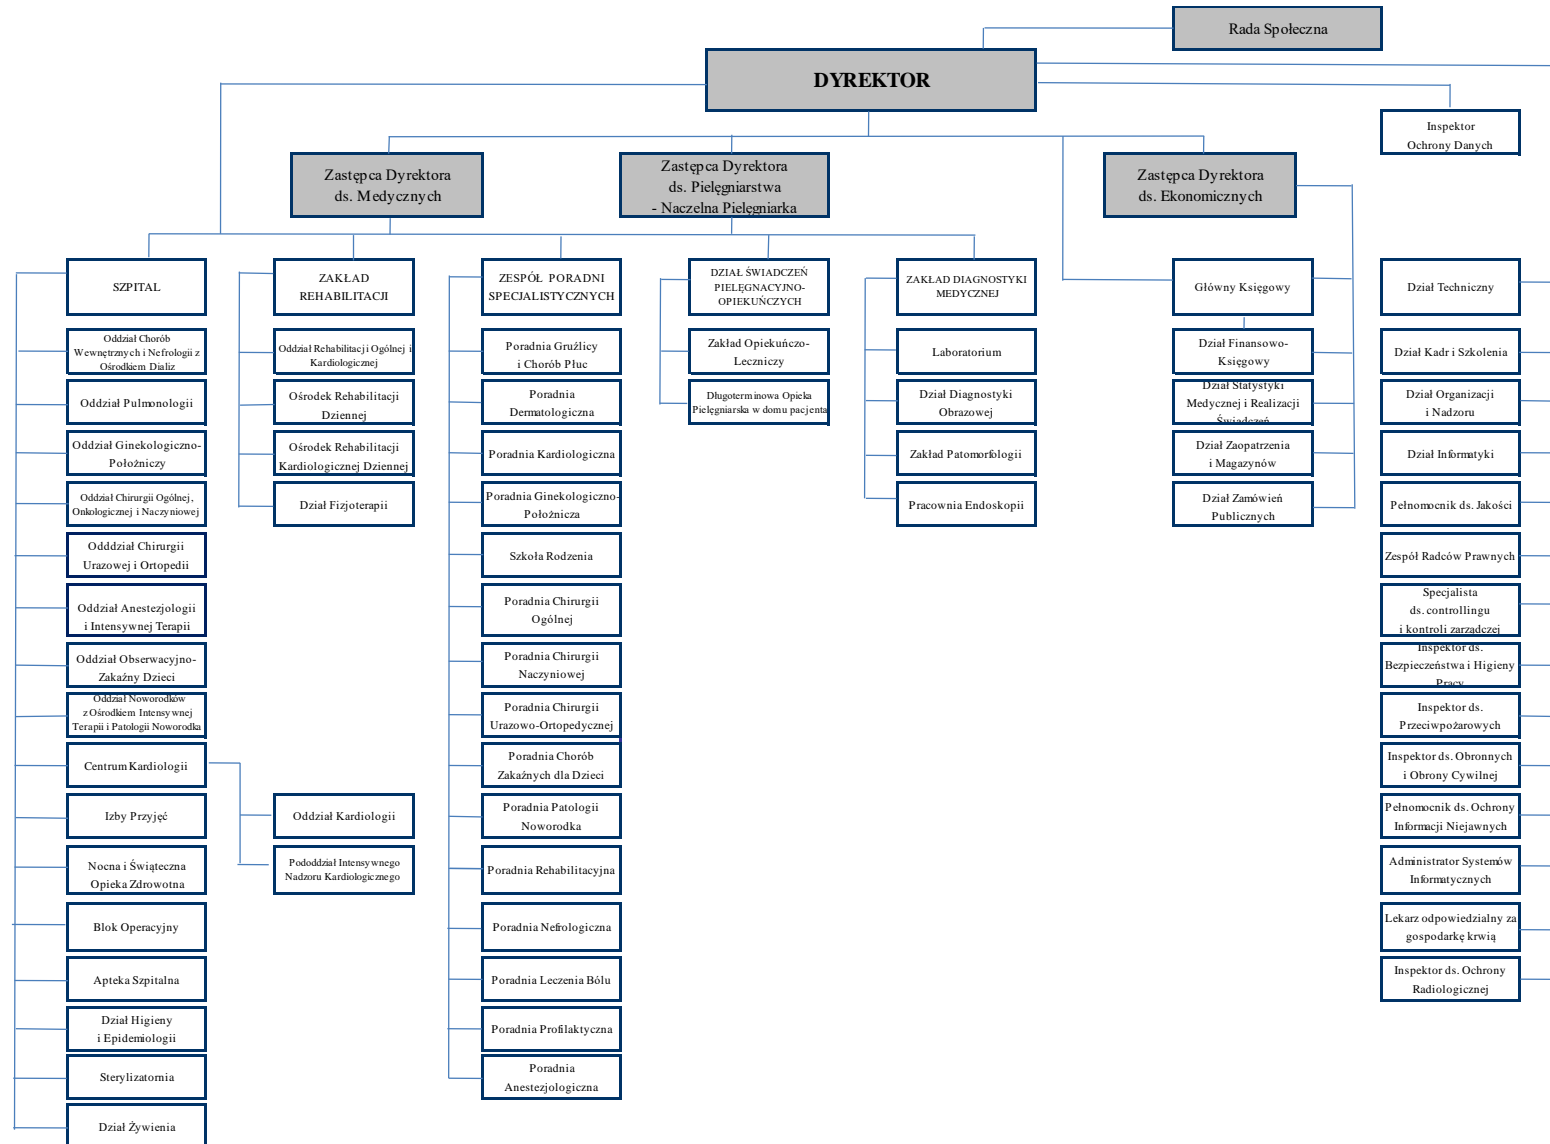 Rada Społeczna
DYREKTOR
Inspektor
Ochrony Danych
Zastępca Dyrektora
ds. Medycznych
Zastępca Dyrektora
ds. Pielęgniarstwa
- Naczelna Pielęgniarka
Zastępca Dyrektora
ds. Ekonomicznych
SZPITAL
Oddział Chorób
Wewnętrznych i Nefrologii z
Ośrodkiem Dializ
Oddział Pulmonologii
Oddział Ginekologiczno-
Położniczy
Oddział Chirurgii Ogólnej,
Onkologicznej i Naczyniowej
Odddział Chirurgii
Urazowej i Ortopedii
Oddział Anestezjologii
i Intensywnej Terapii
Oddział Obserwacyjno-
Zakaźny Dzieci
Oddział Noworodków
z Ośrodkiem Intensywnej
Terapii i Patologii Noworodka
Centrum Kardiologii
Izby Przyjęć
Nocna i Świąteczna
Opieka Zdrowotna
Blok Operacyjny
Apteka Szpitalna
Dział Higieny
i Epidemiologii
Sterylizatornia
Dział Żywienia
ZAKŁAD
REHABILITACJI
Oddział Rehabilitacji Ogólnej i
Kardiologicznej
Ośrodek Rehabilitacji
Dziennej
Ośrodek Rehabilitacji
Kardiologicznej Dziennej
Dział Fizjoterapii
Oddział Kardiologii
Pododdział Intensywnego
Nadzoru Kardiologicznego
ZESPÓŁ PORADNI
SPECJALISTYCZNYCH
Poradnia Gruźlicy
i Chorób Płuc
Poradnia
Dermatologiczna
Poradnia Kardiologiczna
Poradnia Ginekologiczno-
Położnicza
Szkoła Rodzenia
Poradnia Chirurgii
Ogólnej
Poradnia Chirurgii
Naczyniowej
Poradnia Chirurgii
Urazowo-Ortopedycznej
Poradnia Chorób
Zakaźnych dla Dzieci
Poradnia Patologii
Noworodka
Poradnia Rehabilitacyjna
Poradnia Nefrologiczna
Poradnia Leczenia Bólu
Poradnia Profilaktyczna
Poradnia
Anestezjologiczna
DZIAŁ ŚWIADCZEŃ
PIELĘGNACYJNO-
OPIEKUŃCZYCH
Zakład Opiekuńczo-
Leczniczy
Długoterminowa Opieka
Pielęgniarska w domu pacjenta
ZAKŁAD DIAGNOSTYKI
MEDYCZNEJ
Laboratorium
Dział Diagnostyki
Obrazowej
Zakład Patomorfologii
Pracownia Endoskopii
Główny Księgowy
Dział Finansowo-
Księgowy
Dział Statystyki
Medycznej i Realizacji
Świadczeń
Dział Zaopatrzenia
i Magazynów
Dział Zamówień
Publicznych
Dział Techniczny
Dział Kadr i Szkolenia
Dział Organizacji
i Nadzoru
Dział Informatyki
Pełnomocnik ds. Jakości
Zespół Radców Prawnych
Specjalista
ds. controllingu
i kontroli zarządczej
Inspektor ds.
Bezpieczeństwa i Higieny
Pracy
Inspektor ds.
Przeciwpożarowych
Inspektor ds. Obronnych
i Obrony Cywilnej
Pełnomocnik ds. Ochrony
Informacji Niejawnych
Administrator Systemów
Informatycznych
Lekarz odpowiedzialny za
gospodarkę krwią
Inspektor ds. Ochrony
Radiologicznej